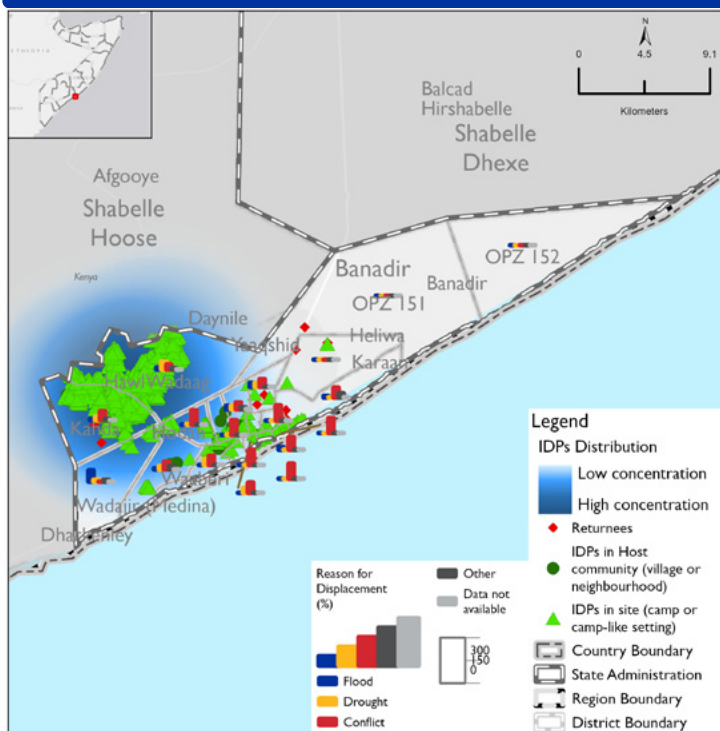 ETHIOPIA
N
0 4.5 9.1
Kilometers
Balcad
Hirshabelle
Shabelle
Dhexe
Afgooye
Shabelle
Hoose
Kenya
Banadir
OPZ 152
Banadir
OPZ 151
Daynile
Yaaqshid
Heliwa
Karaan
Hawl Wadaag
Kahda
Waaberi
Wadajir (Medina)
Dharkenley
Legend
IDPs Distribution
Low concentration
High concentration
Returnees
IDPs in Host
community (village or
neighbourhood)
IDPs in site (camp or
camp-like setting)
Country Boundary
State Administration
Region Boundary
District Boundary
Reason for
Displacement
(%)
Other
Data not
available
300
150
0
Flood
Drought
Conflict